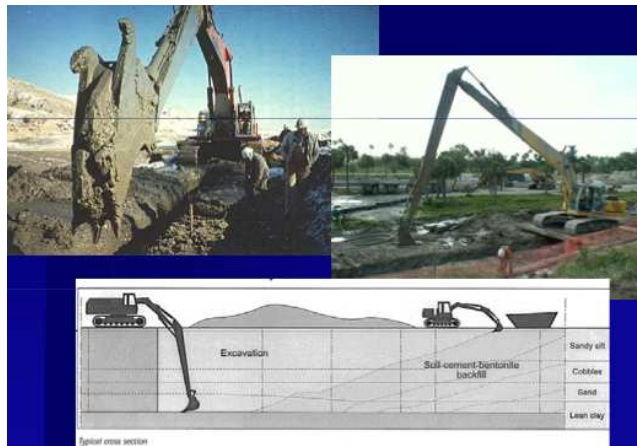 Excavation
Soil-cement-bentonite
backfill
Sandy silt
Cobbles
Sand
Lean clay
Typical cross section